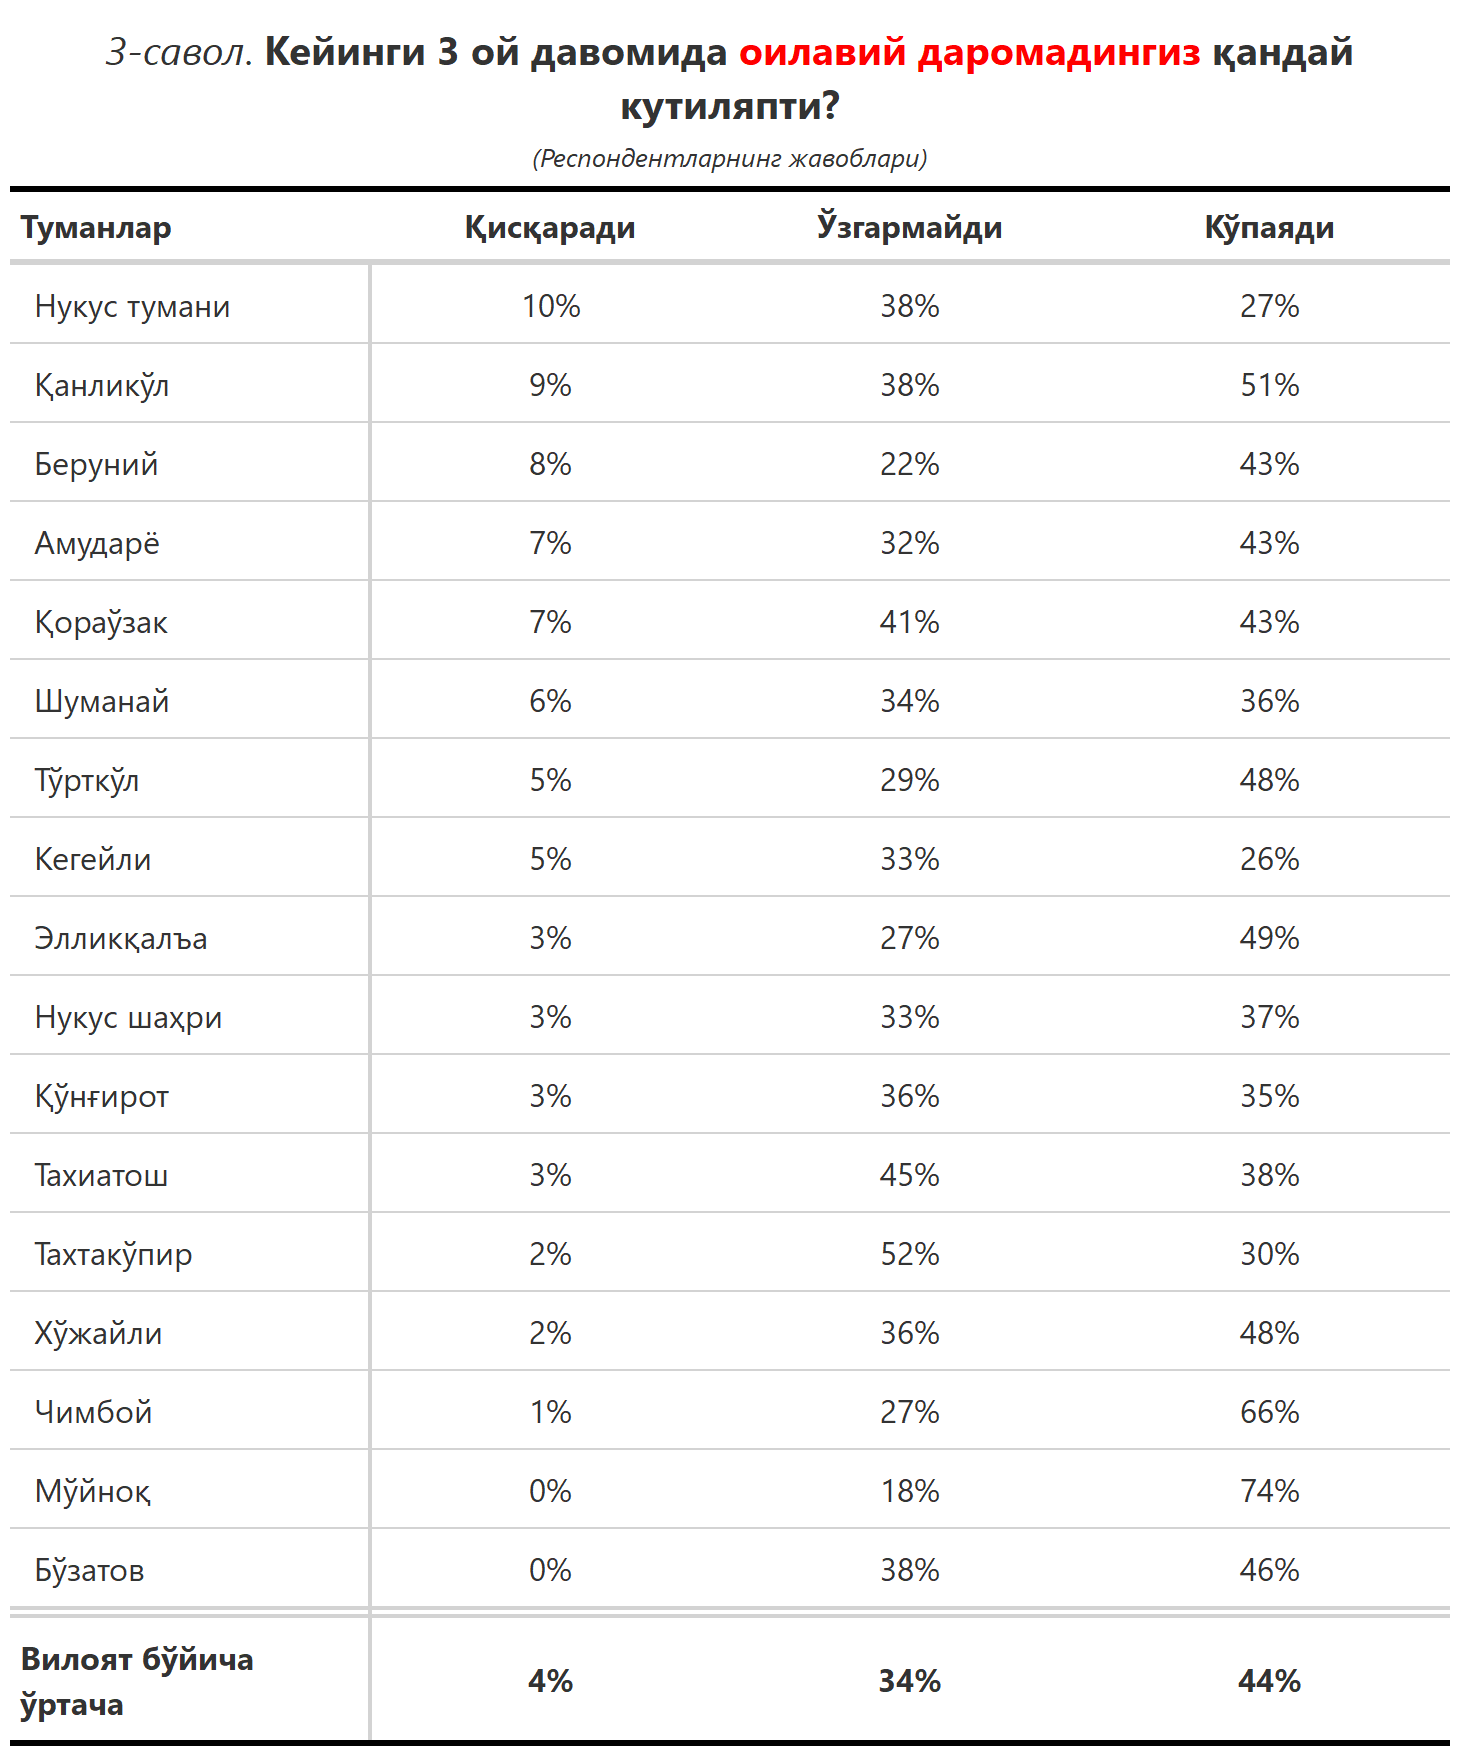 3-савол. Кейинги 3 ой давомида оилавий даромадингиз қандай
кутиляпти?
(Респондентларнинг жавоблари)
Туманлар Қисқаради Ўзгармайди Кўпаяди
Нукус тумани 10% 38% 27%
Қанликўл 9% 38% 51%
Беруний 8% 22% 43%
Амударё 7% 32% 43%
Қораўзак 7% 41% 43%
Шуманай 6% 34% 36%
Тўрткўл 5% 29% 48%
Кегейли 5% 33% 26%
Элликқалъа 3% 27% 49%
Нукус шаҳри 3% 33% 37%
Қўнғирот 3% 36% 35%
Тахиатош 3% 45% 38%
Тахтакўпир 2% 52% 30%
Хўжайли 2% 36% 48%
Чимбой 1% 27% 66%
Мўйноқ 0% 18% 74%
Бўзатов 0% 38% 46%
Вилоят бўйича
ўртача 4% 34% 44%